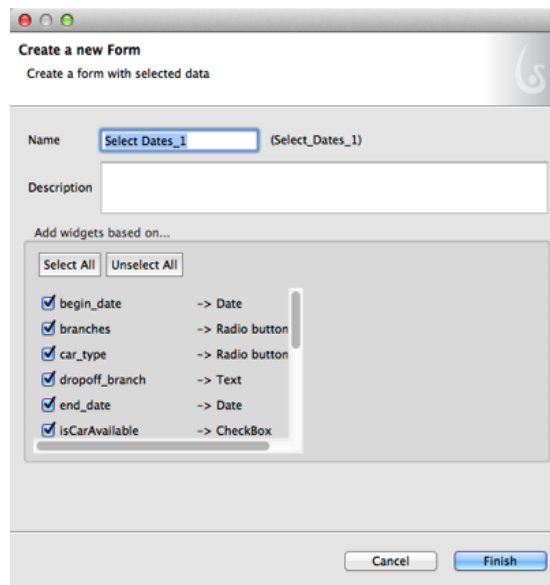 Create a new Form
Create a form with selected data
Name Select Dates_1 (Select_Dates_1)
Description
Add widgets based on...
Select All Unselect All
begin_date -> Date
branches -> Radio button
car_type -> Radio button
dropoff_branch -> Text
end_date -> Date
isCarAvailable -> CheckBox
Cancel Finish